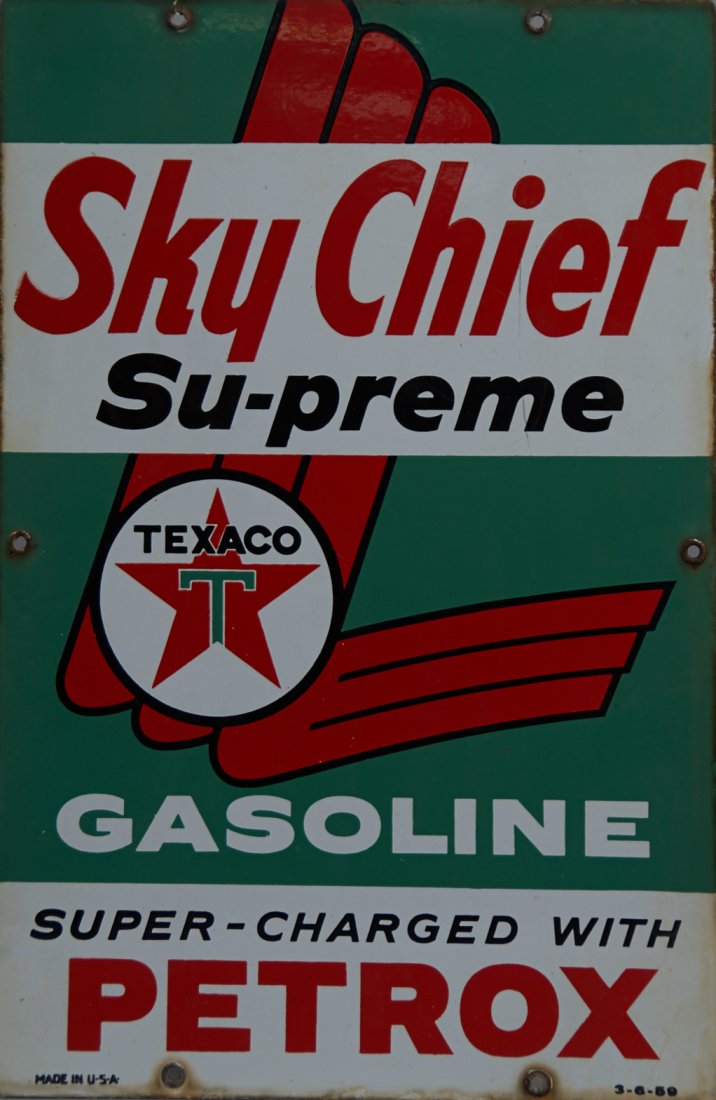 Sky Chief
Su-preme
TEXACO
T
GASOLINE
SUPER-CHARGED WITH
PETROX
MADE IN U-S-A
3-6-59